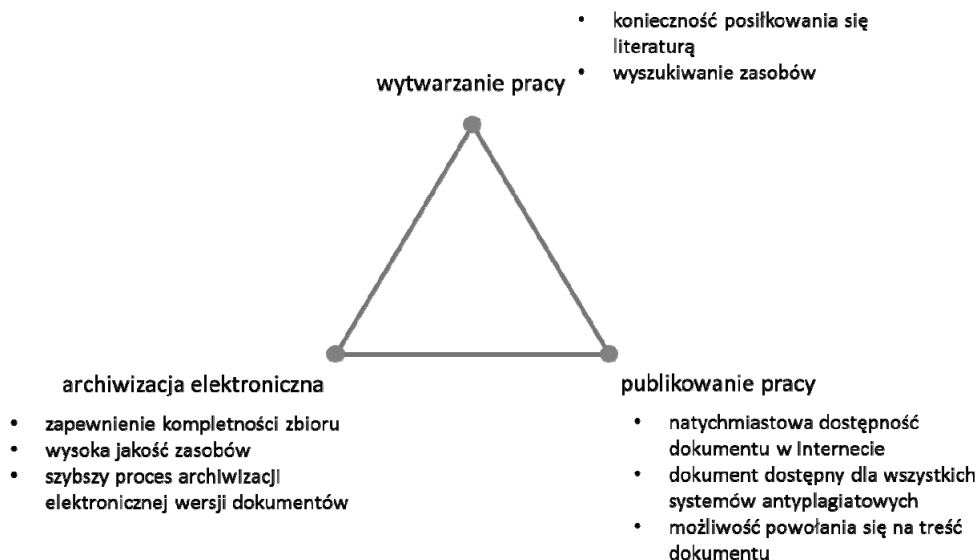 • konieczność posiłkowania się
literaturą
• wyszukiwanie zasobów
wytwarzanie pracy
archiwizacja elektroniczna
• zapewnienie kompletności zbioru
• wysoka jakość zasobów
• szybszy proces archiwizacji
elektronicznej wersji dokumentów
publikowanie pracy
• natychmiastowa dostępność
dokumentu w Internecie
• dokument dostępny dla wszystkich
systemów antyplagiatowych
• możliwość powołania się na treść
dokumentu